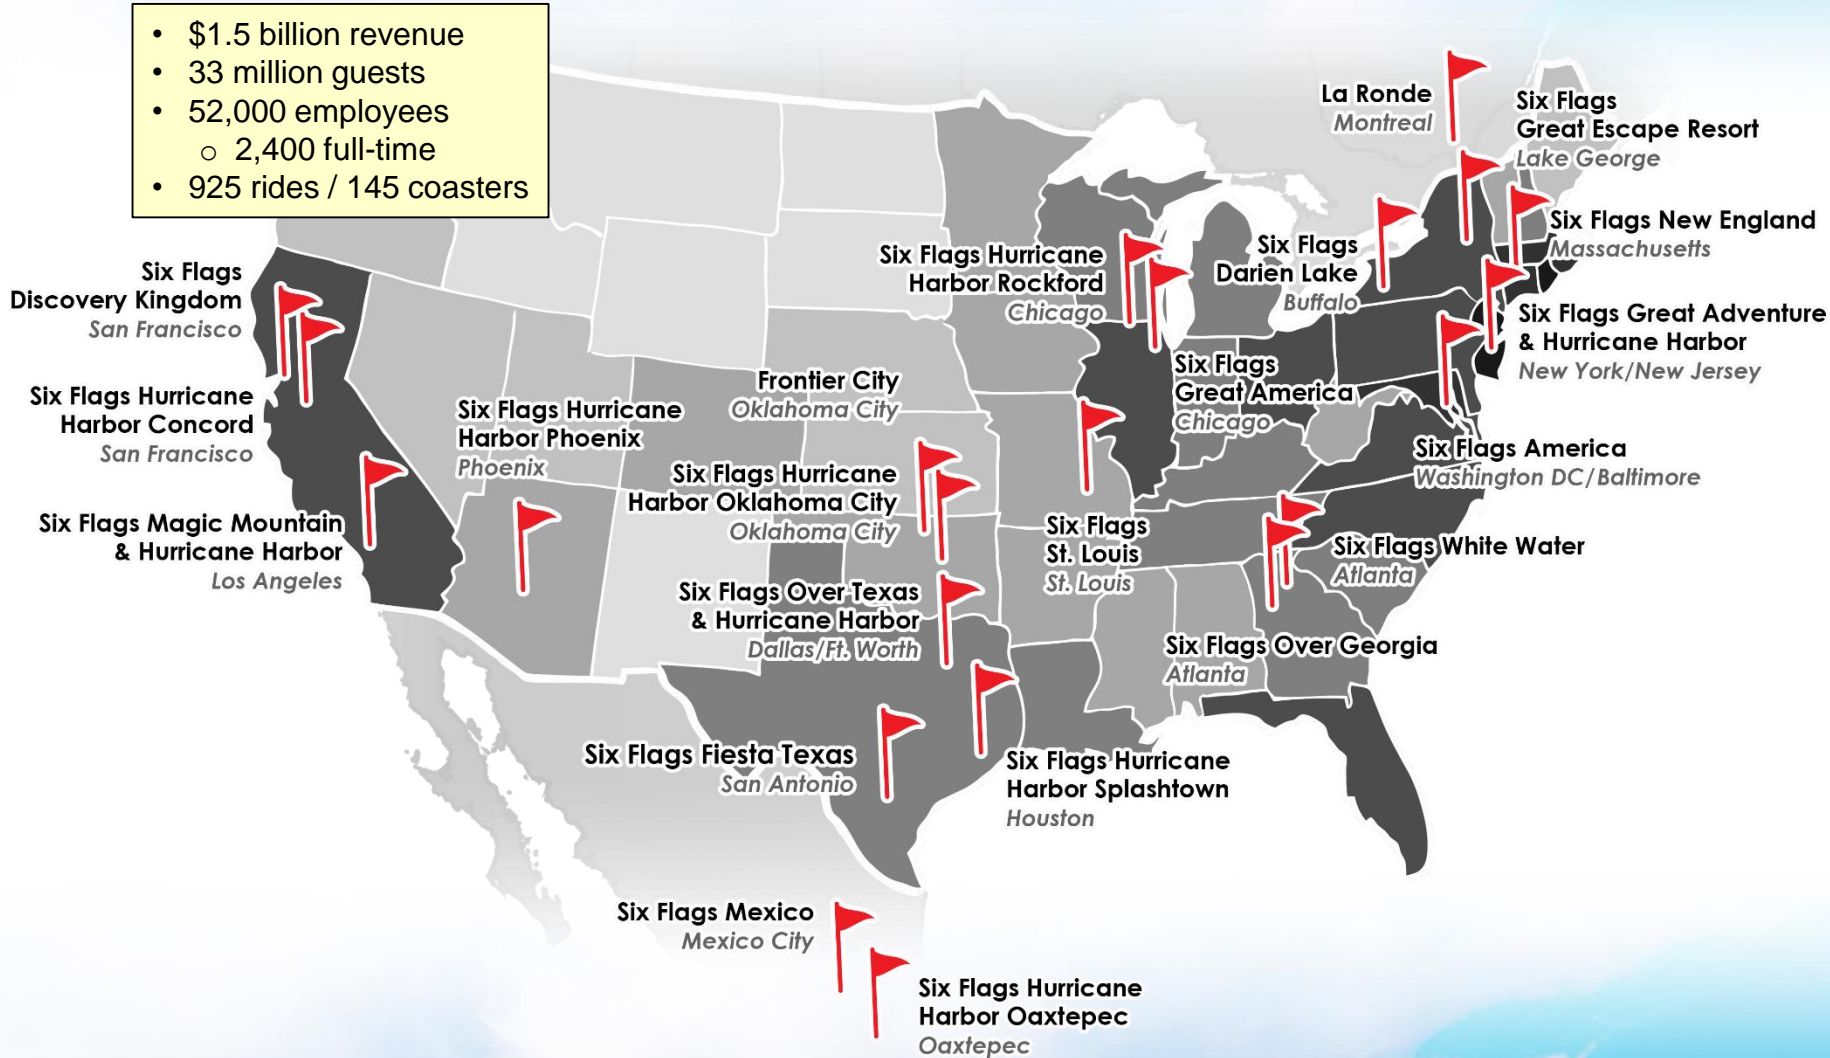 • $1.5 billion revenue
• 33 million guests
• 52,000 employees
o 2,400 full-time
• 925 rides / 145 coasters
La Ronde
Montreal
Six Flags
Great Escape Resort
Lake George
Six Flags New England
Massachusetts
Six Flags
Darien Lake
Buffalo
Six Flags Hurricane
Harbor Rockford
Chicago
Six Flags
Discovery Kingdom
San Francisco
Six Flags Great Adventure
& Hurricane Harbor
New York/New Jersey
Six Flags
Great America
Chicago
Frontier City
Oklahoma City
Six Flags Hurricane
Harbor Concord
San Francisco
Six Flags Hurricane
Harbor Phoenix
Phoenix
Six Flags America
Washington DC/Baltimore
Six Flags Hurricane
Harbor Oklahoma City
Oklahoma City
Six Flags Magic Mountain
& Hurricane Harbor
Los Angeles
Six Flags
St. Louis
St. Louis
Six Flags White Water
Atlanta
Six Flags Over Texas
& Hurricane Harbor
Dallas/Ft. Worth
Six Flags Over Georgia
Atlanta
Six Flags Fiesta Texas
San Antonio
Six Flags Hurricane
Harbor Splashtown
Houston
Six Flags Mexico
Mexico City
Six Flags Hurricane
Harbor Oaxtepec
Oaxtepec